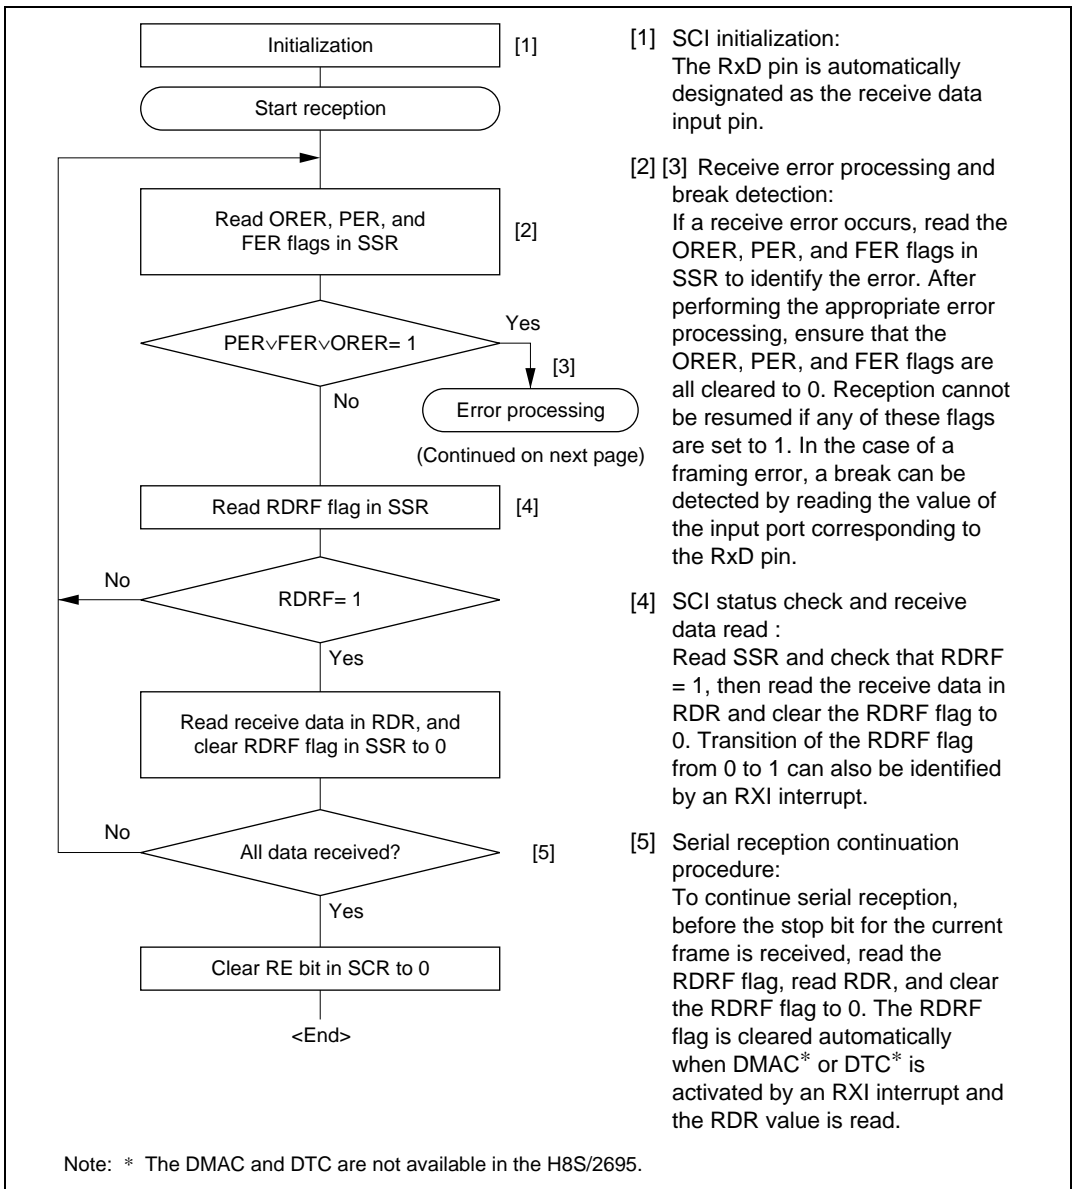 Initialization [1]
Start reception
Read ORER, PER, and
FER flags in SSR
[2]
PER∨FER∨ORER= 1
Yes
[3]
No
Error processing
(Continued on next page)
Read RDRF flag in SSR [4]
No
RDRF= 1
Yes
Read receive data in RDR, and
clear RDRF flag in SSR to 0
No
All data received? [5]
Yes
Clear RE bit in SCR to 0
<End>
[1] SCI initialization:
The RxD pin is automatically
designated as the receive data
input pin.
[2] [3] Receive error processing and
break detection:
If a receive error occurs, read the
ORER, PER, and FER flags in
SSR to identify the error. After
performing the appropriate error
processing, ensure that the
ORER, PER, and FER flags are
all cleared to 0. Reception cannot
be resumed if any of these flags
are set to 1. In the case of a
framing error, a break can be
detected by reading the value of
the input port corresponding to
the RxD pin.
[4] SCI status check and receive
data read :
Read SSR and check that RDRF
= 1, then read the receive data in
RDR and clear the RDRF flag to
0. Transition of the RDRF flag
from 0 to 1 can also be identified
by an RXI interrupt.
[5] Serial reception continuation
procedure:
To continue serial reception,
before the stop bit for the current
frame is received, read the
RDRF flag, read RDR, and clear
the RDRF flag to 0. The RDRF
flag is cleared automatically
when DMAC* or DTC* is
activated by an RXI interrupt and
the RDR value is read.
Note: * The DMAC and DTC are not available in the H8S/2695.